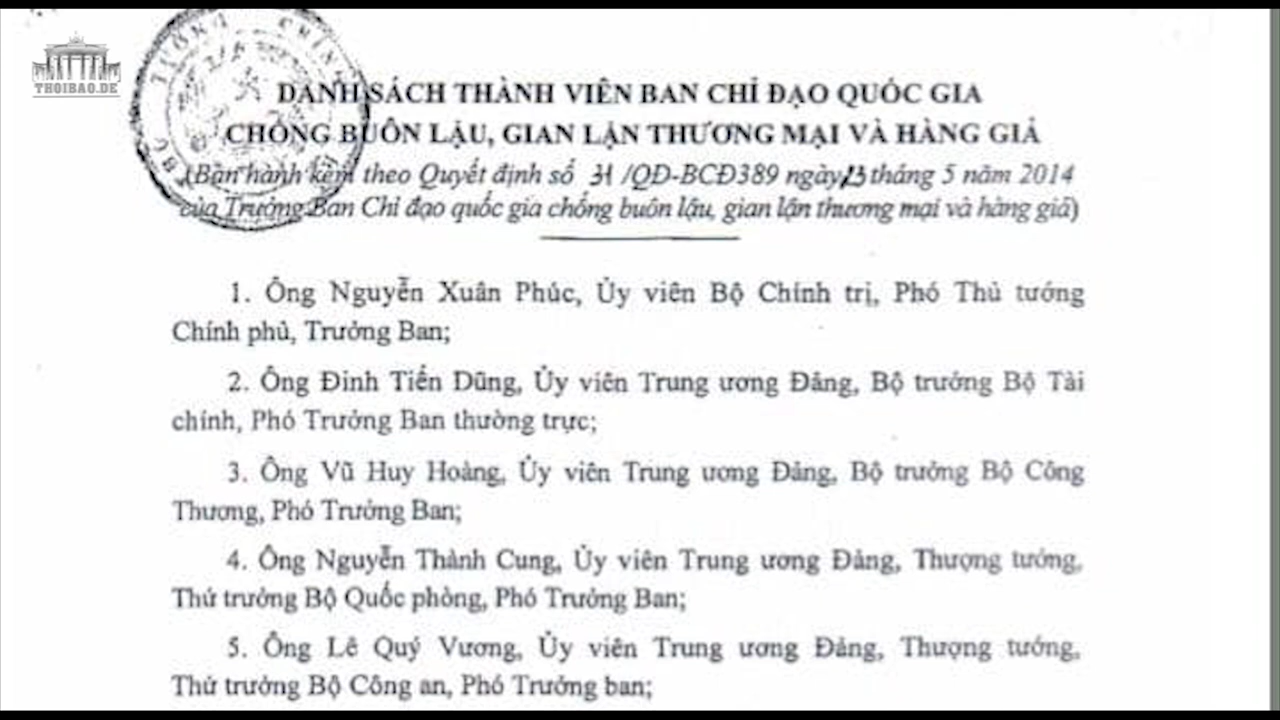 THOIBAO.DE
DANH SÁCH THÀNH VIÊN BAN CHỈ ĐẠO QUỐC GIA
CHỐNG BUÔN LẬU, GIAN LẬN THƯƠNG MẠI VÀ HÀNG GIẢ
(Ban hành kèm theo Quyết định số 31 /QĐ-BCĐ389 ngày 13 tháng 5 năm 2014
của Trưởng Ban Chỉ đạo quốc gia chống buôn lậu, gian lận thương mại và hàng giả)
1. Ông Nguyễn Xuân Phúc, Ủy viên Bộ Chính trị, Phó Thủ tướng
Chính phủ, Trưởng Ban;
2. Ông Đinh Tiến Dũng, Ủy viên Trung ương Đảng, Bộ trưởng Bộ Tài
chính, Phó Trưởng Ban thường trực;
3. Ông Vũ Huy Hoàng, Ủy viên Trung ương Đảng, Bộ trưởng Bộ Công
Thương, Phó Trưởng Ban;
4. Ông Nguyễn Thành Cung, Ủy viên Trung ương Đảng, Thượng tướng,
Thứ trưởng Bộ Quốc phòng, Phó Trưởng Ban;
5. Ông Lê Quý Vương, Ủy viên Trung ương Đảng, Thượng tướng,
Thứ trưởng Bộ Công an, Phó Trưởng ban;